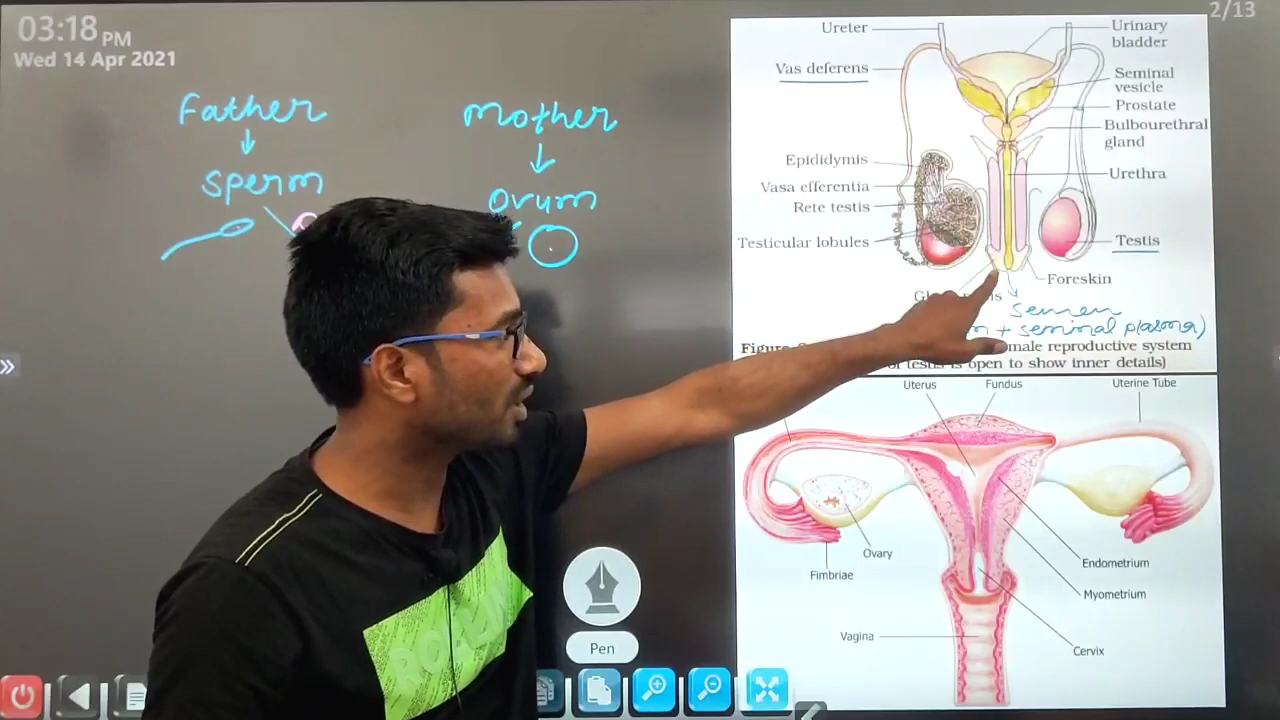 03:18 PM
Wed 14 Apr 2021
2/13
Father
↓
sperm
Mother
↓
Ovum
Ureter
Urinary
bladder
Vas deferens
Seminal
vesicle
Prostate
Bulbourethral
gland
Epididymis
Urethra
Vasa efferentia
Rete testis
Testicular lobules
Testis
Foreskin
semen
+ seminal plasma)
male reproductive system
testis is open to show inner details)
Uterus
Fundus
Uterine Tube
Ovary
Fimbriae
Endometrium
Myometrium
Vagina
Cervix
Pen